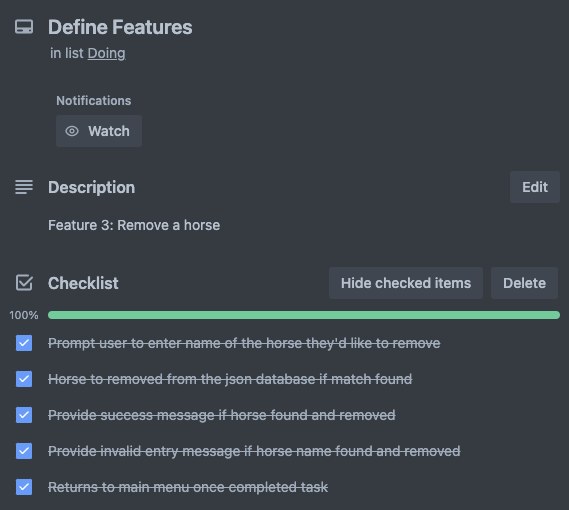 Define Features
in list Doing
Notifications
Watch
Description
Edit
Feature 3: Remove a horse
Checklist
Hide checked items
Delete
100%
Prompt user to enter name of the horse they'd like to remove
Horse to removed from the json database if match found
Provide success message if horse found and removed
Provide invalid entry message if horse name found and removed
Returns to main menu once completed task